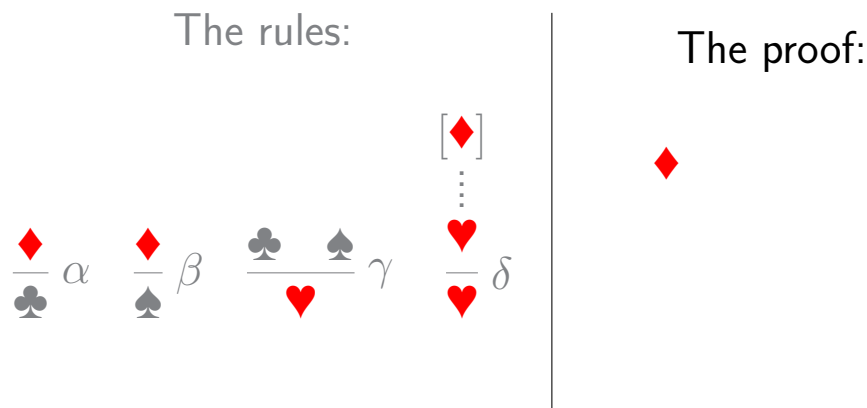 The rules:
The proof:
[♦]
⋮
♦ ♦ ♣ ♠ ♥
α β γ δ
♣ ♠ ♥ ♥
♦